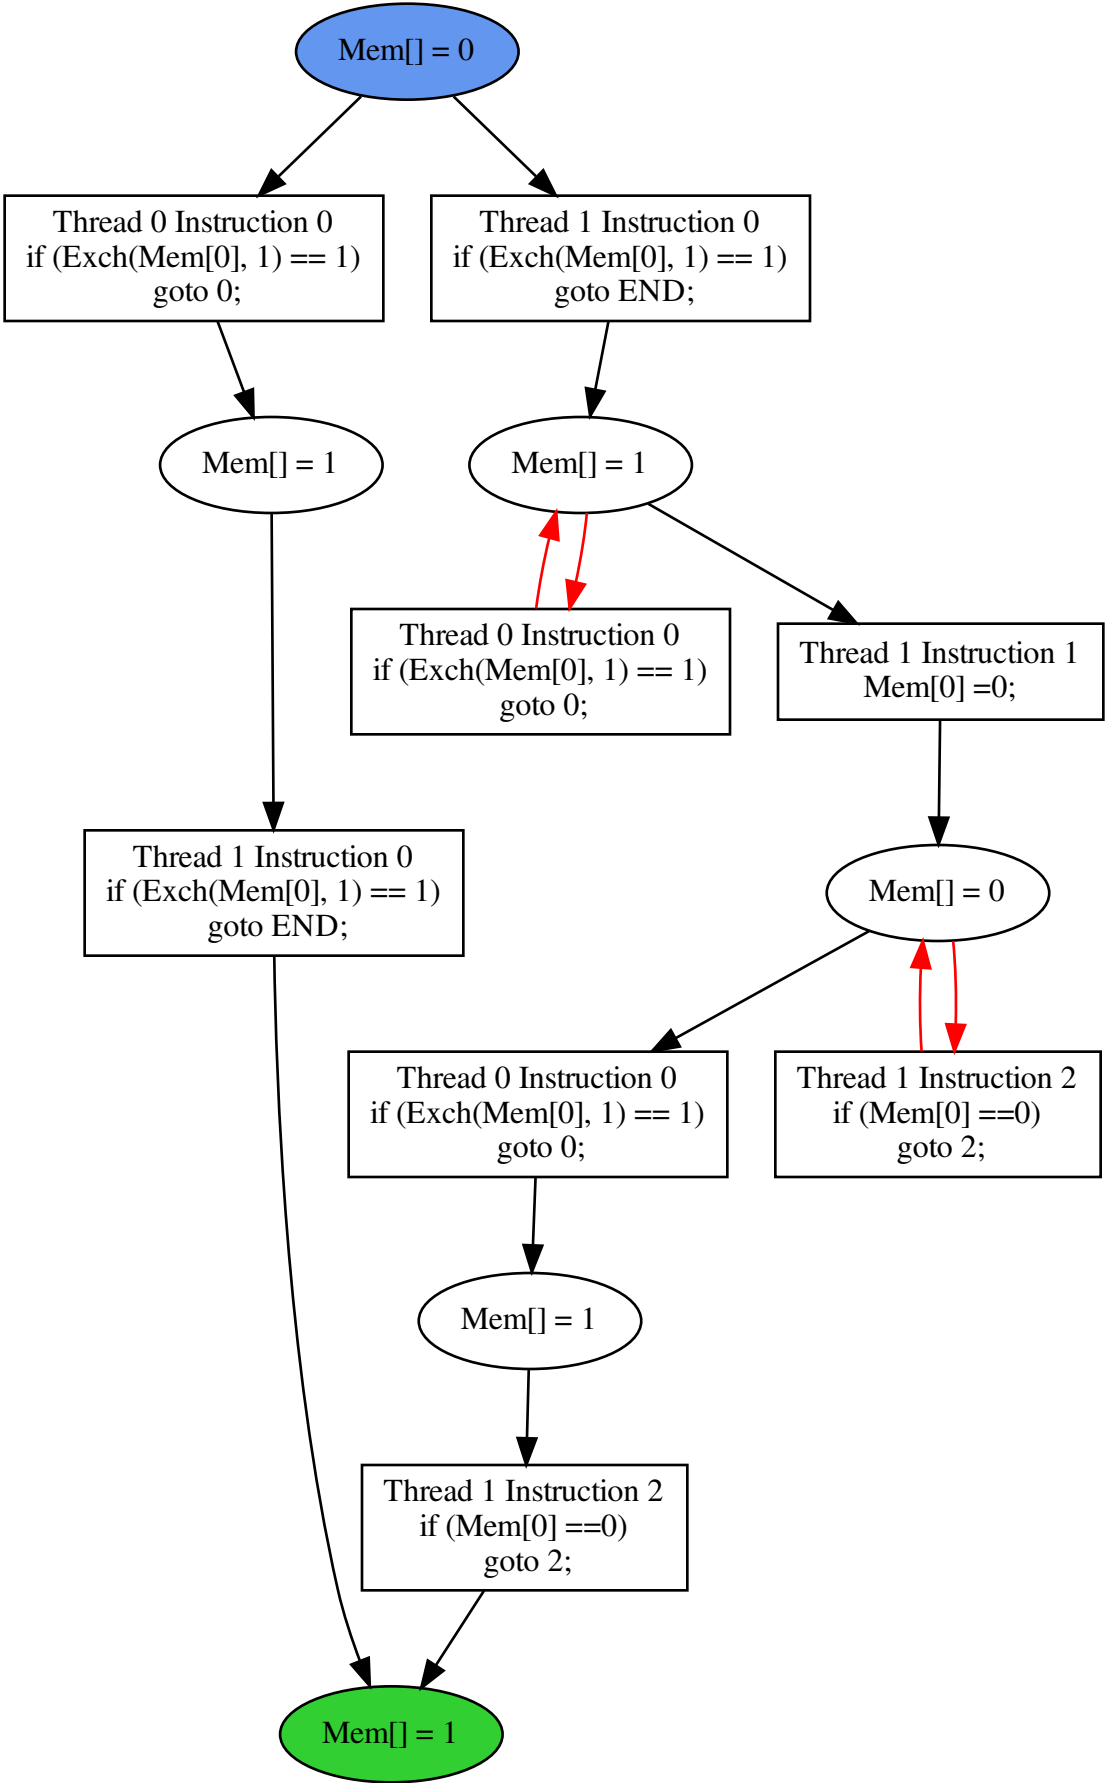 Mem[] = 0
Thread 0 Instruction 0
if (Exch(Mem[0], 1) == 1)
goto 0;
Thread 1 Instruction 0
if (Exch(Mem[0], 1) == 1)
goto END;
Mem[] = 1
Mem[] = 1
Thread 0 Instruction 0
if (Exch(Mem[0], 1) == 1)
goto 0;
Thread 1 Instruction 1
Mem[0] =0;
Thread 1 Instruction 0
if (Exch(Mem[0], 1) == 1)
goto END;
Mem[] = 0
Thread 0 Instruction 0
if (Exch(Mem[0], 1) == 1)
goto 0;
Thread 1 Instruction 2
if (Mem[0] ==0)
goto 2;
Mem[] = 1
Thread 1 Instruction 2
if (Mem[0] ==0)
goto 2;
Mem[] = 1